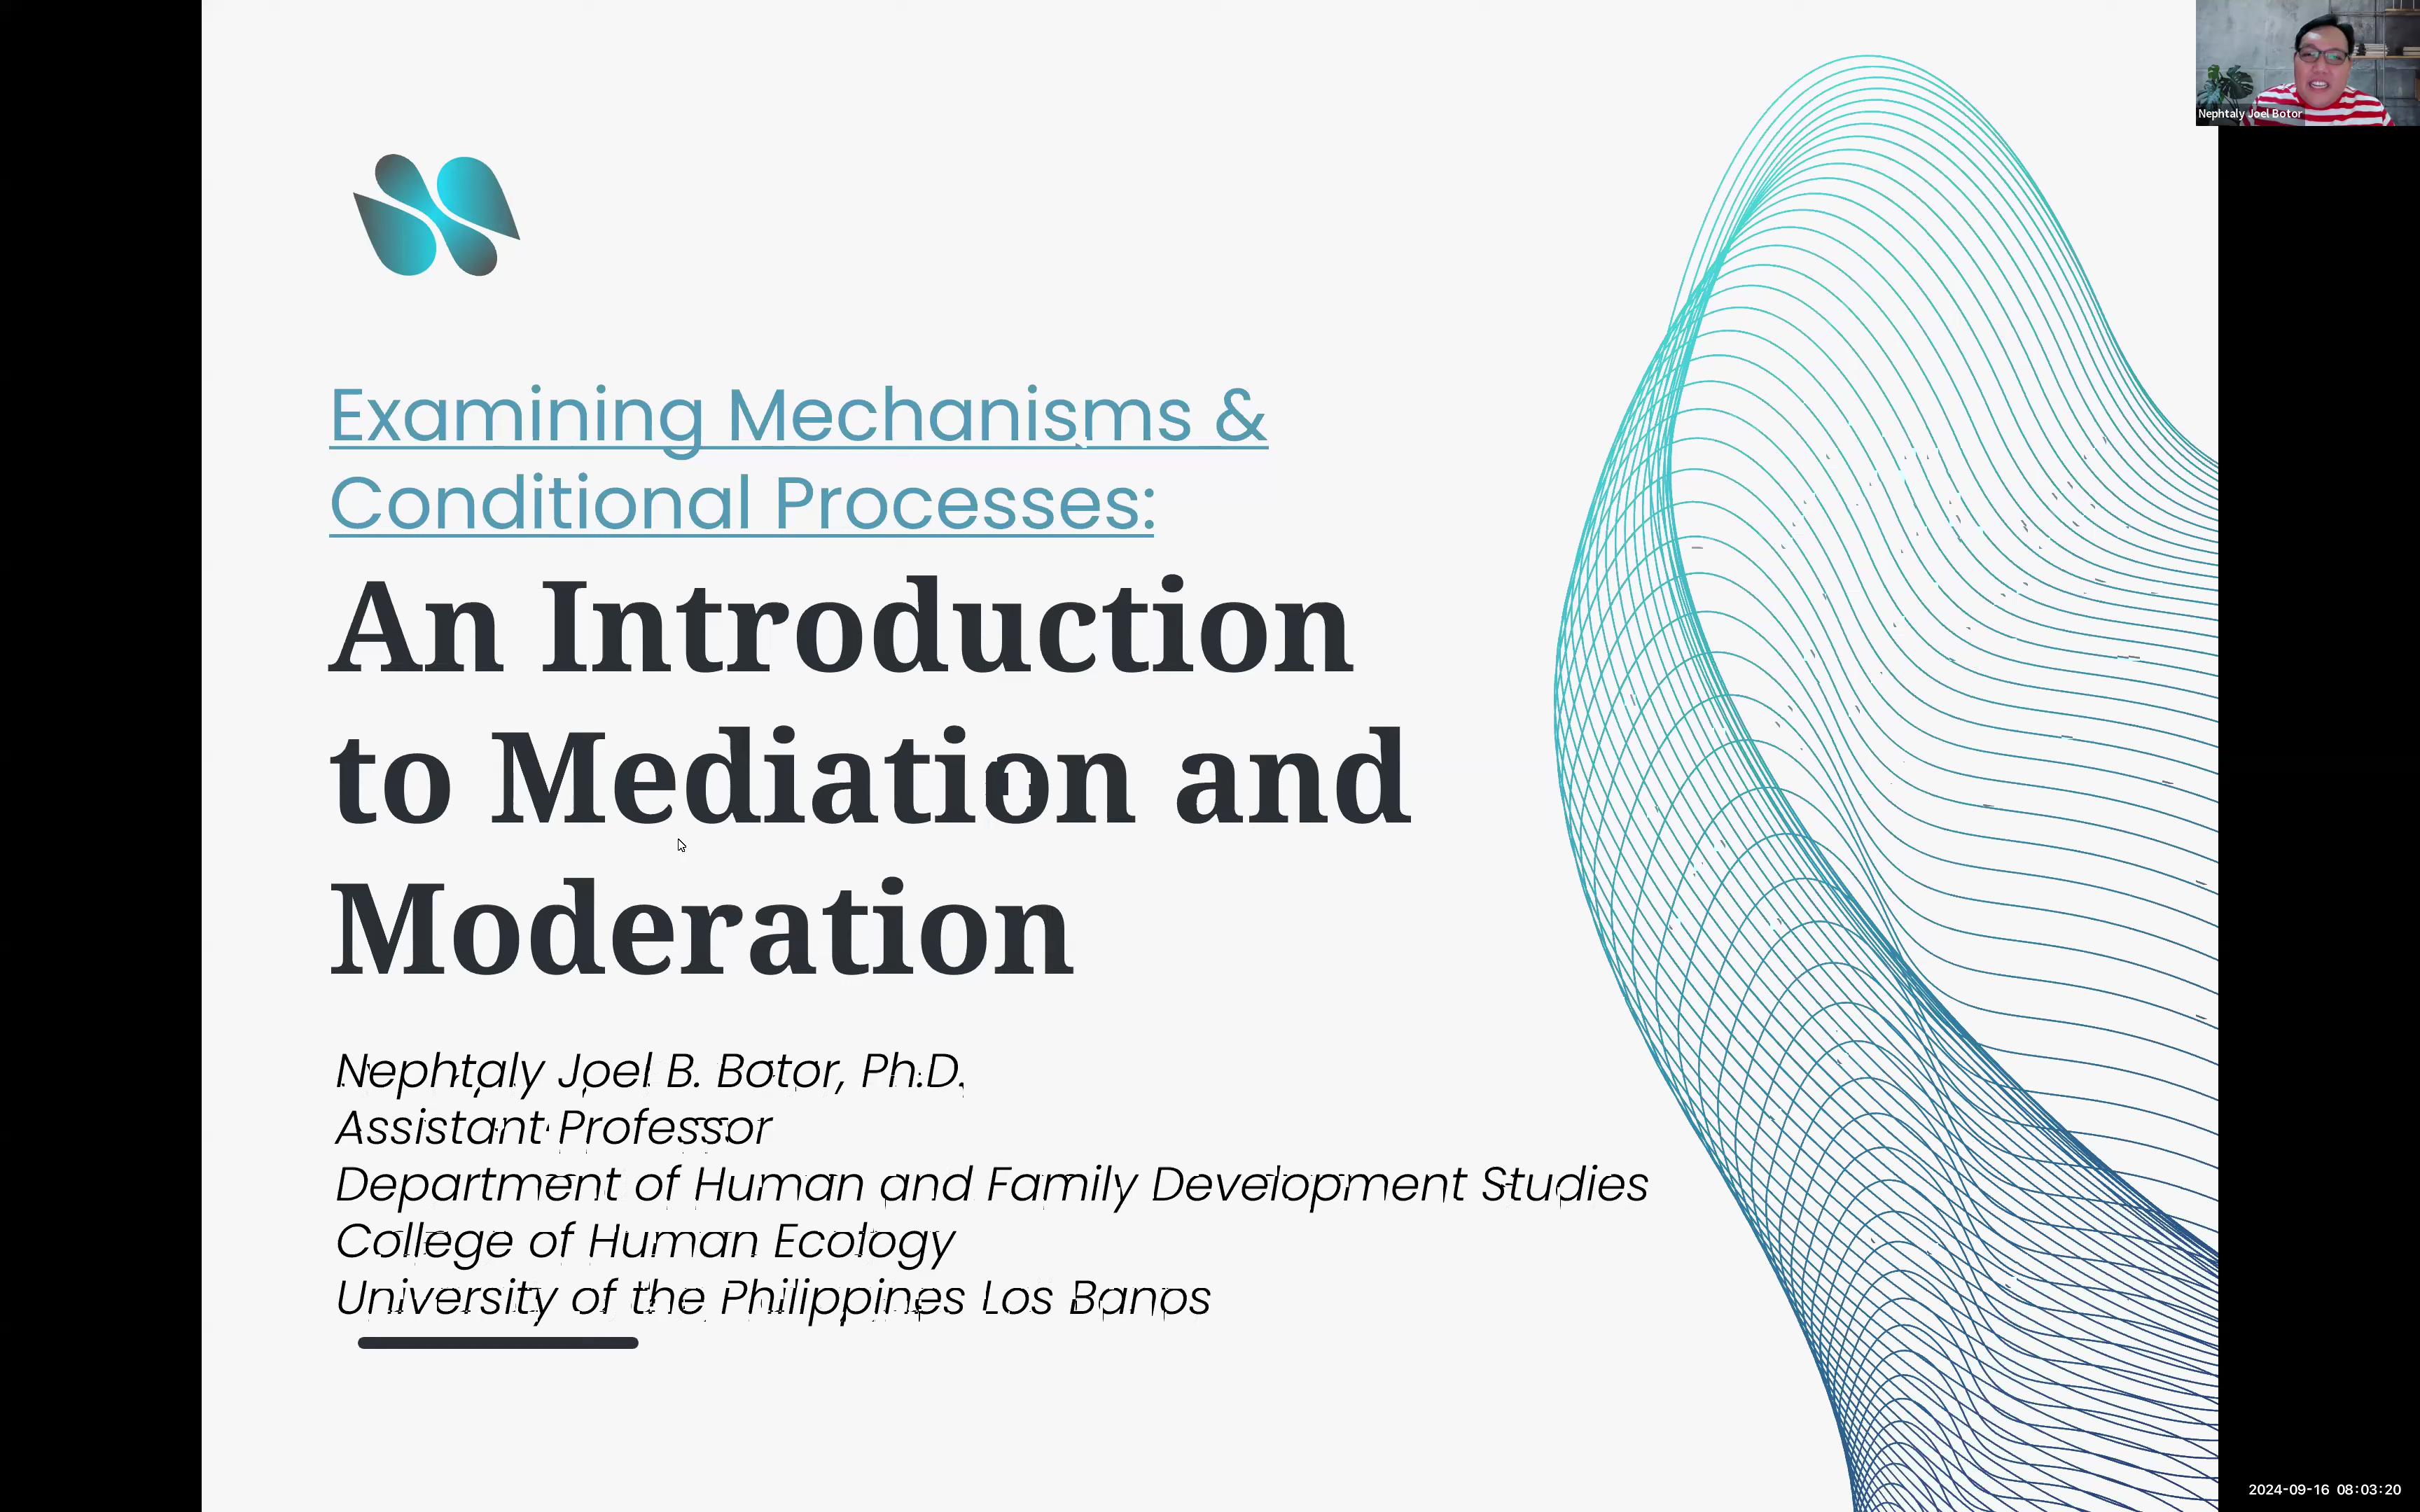 Nephtaly Joel Botor
Examining Mechanisms &
Conditional Processes:
An Introduction
to Mediation and
Moderation
Nephtaly Joel B. Botor, Ph.D.
Assistant Professor
Department of Human and Family Development Studies
College of Human Ecology
University of the Philippines Los Banos
2024-09-16 08:03:20